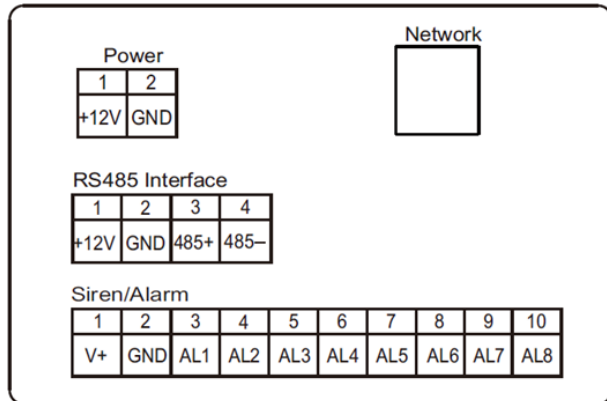 Network
Power
1 2
+12V GND
RS485 Interface
1 2 3 4
+12V GND 485+ 485–
Siren/Alarm
1 2 3 4 5 6 7 8 9 10
V+ GND AL1 AL2 AL3 AL4 AL5 AL6 AL7 AL8